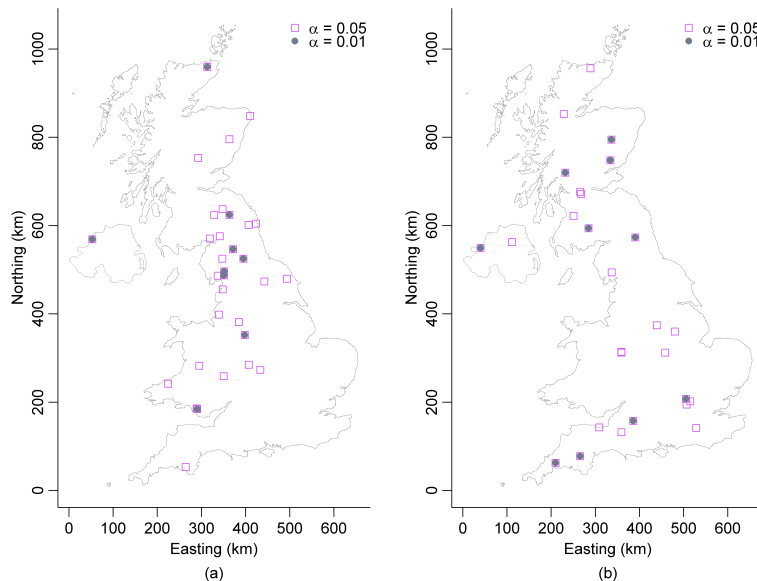 α = 0.05
α = 0.01
1000
800
600
400
200
0
Northing (km)
0 100 200 300 400 500 600
Easting (km)
(a)
α = 0.05
α = 0.01
1000
800
600
400
200
0
Northing (km)
0 100 200 300 400 500 600
Easting (km)
(b)